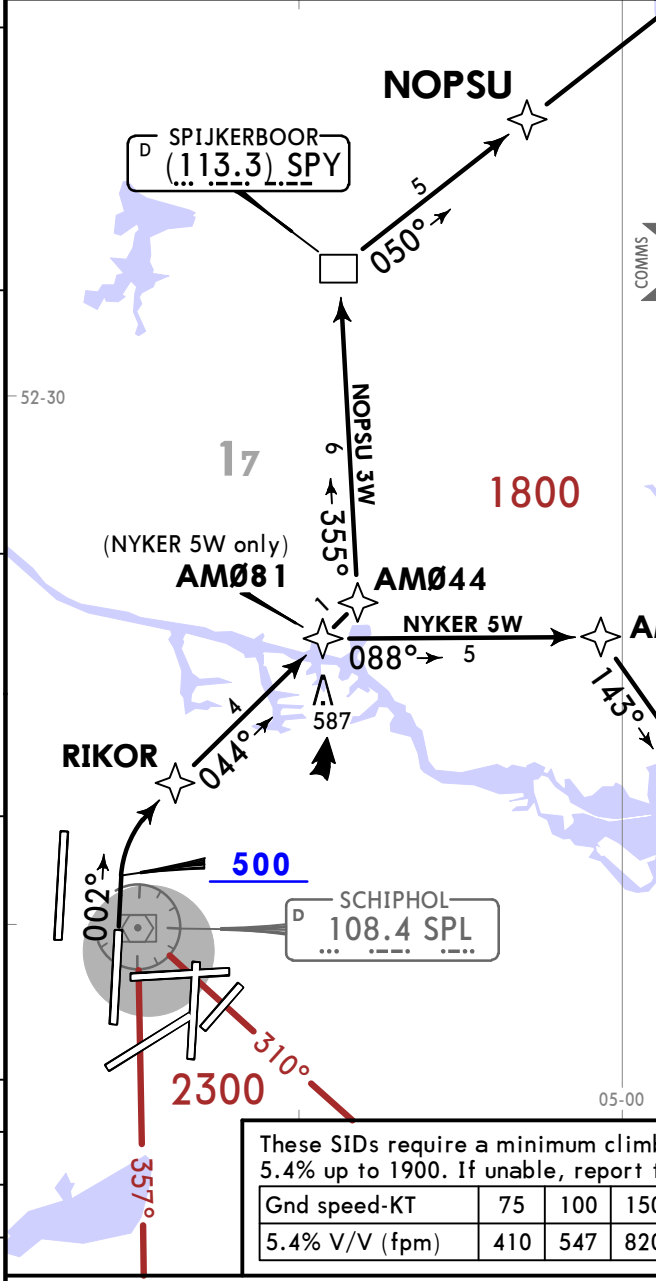 NOPSU
D SPIJKERBOOR
(113.3) SPY
5
050°
COMMS
52-30
NOPSU 3W
6
355°
17
1800
(NYKER 5W only)
AMØ81
AMØ44
1
NYKER 5W
088° 5
143°
587
4
044°
RIKOR
500
002°
D SCHIPHOL
108.4 SPL
310°
2300
357°
05-00
These SIDs require a minimum climb
5.4% up to 1900. If unable, report
Gnd speed-KT 75 100 150
5.4% V/V (fpm) 410 547 820